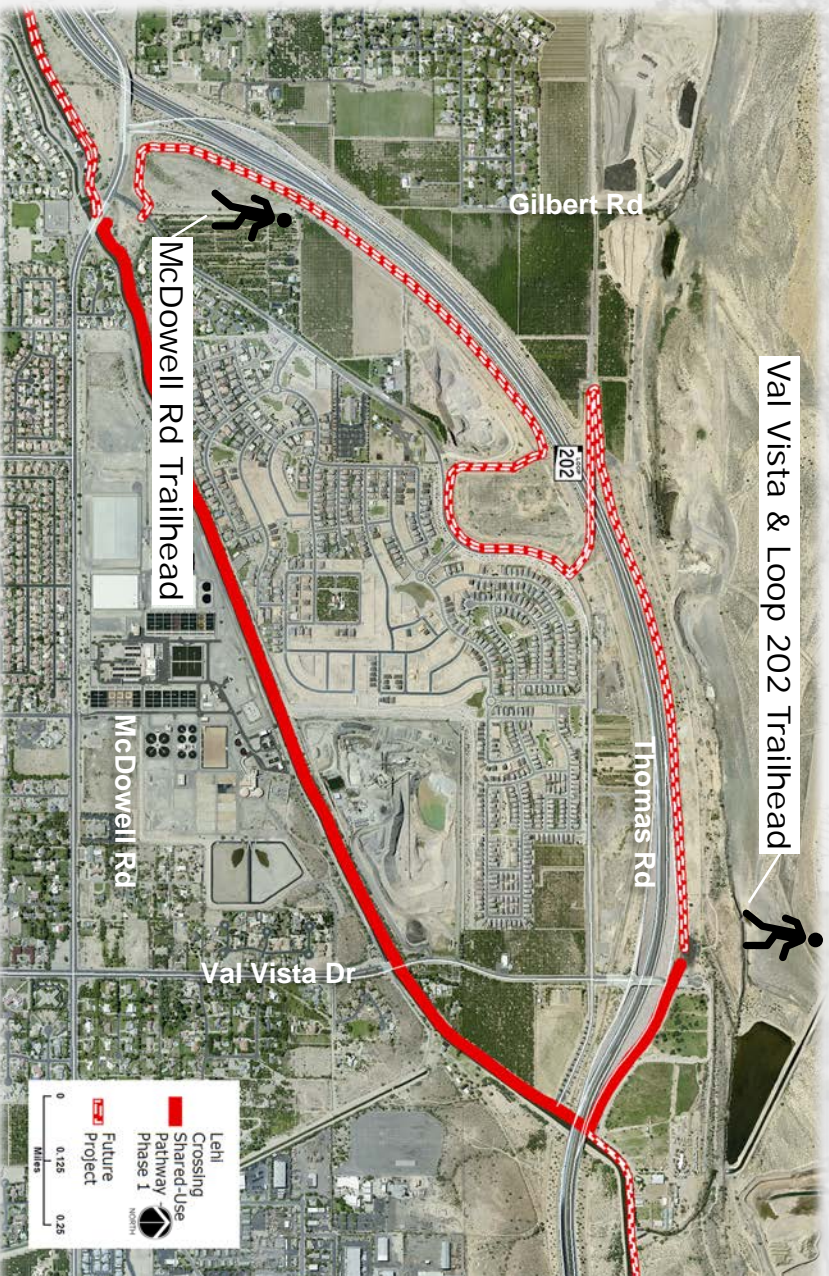 Gilbert Rd
McDowell Rd Trailhead
Val Vista & Loop 202 Trailhead
LOOP
202
Thomas Rd
McDowell Rd
Val Vista Dr
Lehi
Crossing
Shared-Use
Pathway -
Phase 1
Future
Project
NORTH
0 0.125 0.25
Miles